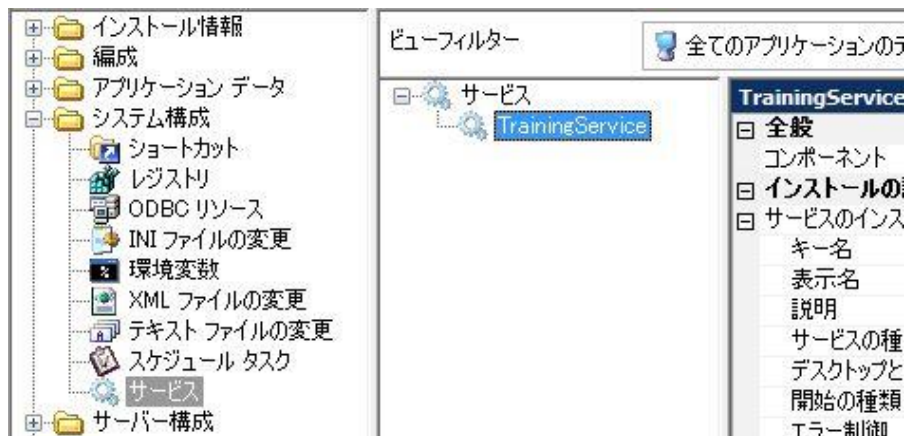 インストール情報
編成
アプリケーション データ
システム構成
ショートカット
レジストリ
ODBC リソース
INI ファイルの変更
環境変数
XML ファイルの変更
テキスト ファイルの変更
スケジュール タスク
サービス
サーバー構成
ビューフィルター
全てのアプリケーションのデ
サービス
TrainingService
TrainingService
全般
コンポーネント
インストールの
サービスのインス
キー名
表示名
説明
サービスの種
デスクトップと
開始の種類
エラー制御